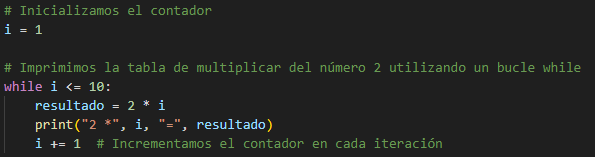 # Inicializamos el contador
i = 1

# Imprimimos la tabla de multiplicar del número 2 utilizando un bucle while
while i <= 10:
    resultado = 2 * i
    print("2 *", i, "=", resultado)
    i += 1  # Incrementamos el contador en cada iteración